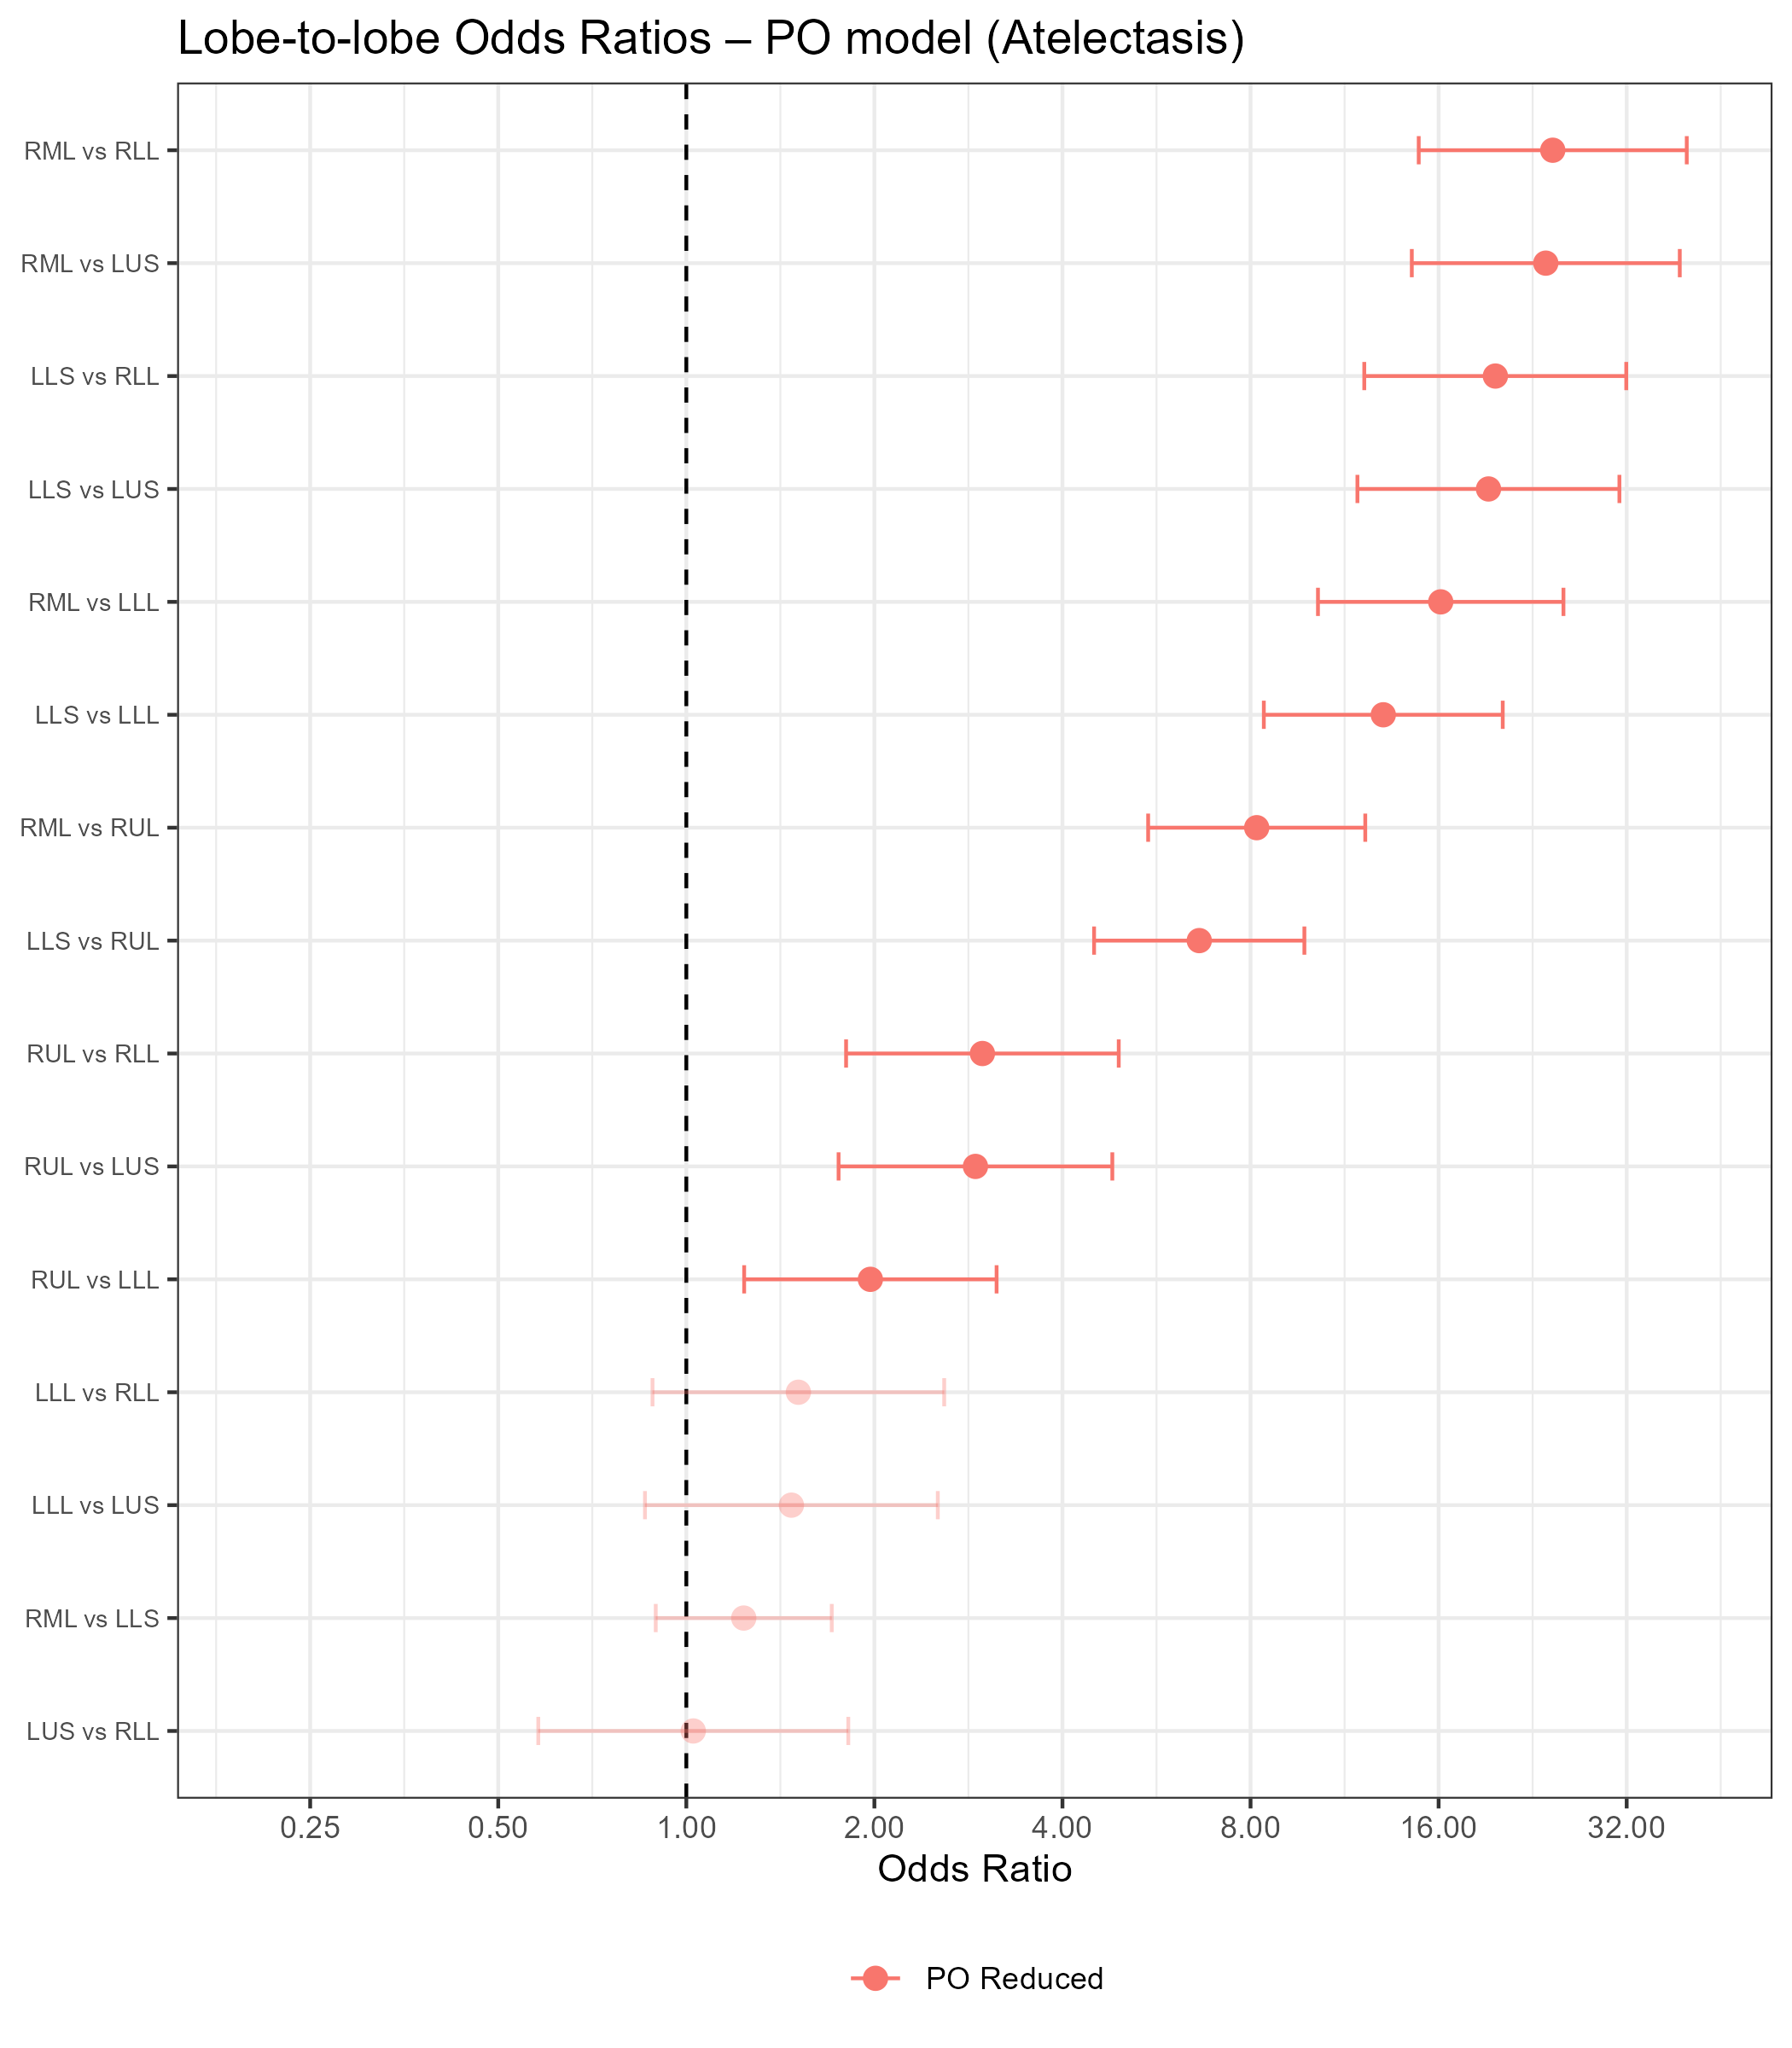 Lobe-to-lobe Odds Ratios – PO model (Atelectasis)
RML vs RLL
RML vs LUS
LLS vs RLL
LLS vs LUS
RML vs LLL
LLS vs LLL
RML vs RUL
LLS vs RUL
RUL vs RLL
RUL vs LUS
RUL vs LLL
LLL vs RLL
LLL vs LUS
RML vs LLS
LUS vs RLL
0.25 0.50 1.00 2.00 4.00 8.00 16.00 32.00
Odds Ratio
PO Reduced